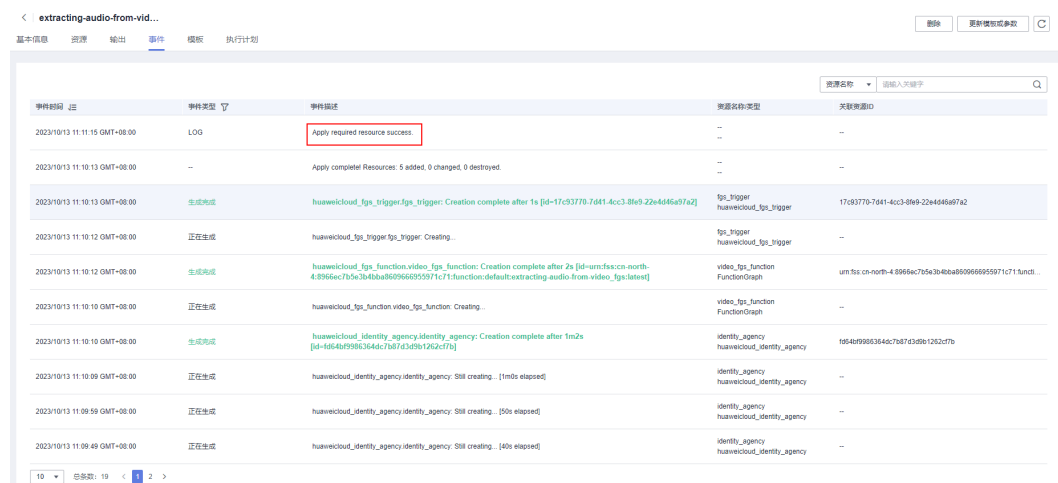 < extracting-audio-from-vid...
删除 更新模板或参数
基本信息 资源 输出 事件 模板 执行计划
资源名称 请输入关键字
事件时间 事件类型 事件描述 资源名称/类型 关联资源ID
2023/10/13 11:11:15 GMT+08:00 LOG Apply required resource success. -- --
--
2023/10/13 11:10:13 GMT+08:00 -- Apply complete! Resources: 5 added, 0 changed, 0 destroyed. -- --
--
2023/10/13 11:10:13 GMT+08:00 生成完成 huaweicloud_fgs_trigger.fgs_trigger: Creation complete after 1s [id=17c93770-7d41-4cc3-8fe9-22e4d46a97a2] fgs_trigger 17c93770-7d41-4cc3-8fe9-22e4d46a97a2
huaweicloud_fgs_trigger
2023/10/13 11:10:12 GMT+08:00 正在生成 huaweicloud_fgs_trigger.fgs_trigger: Creating... fgs_trigger --
huaweicloud_fgs_trigger
2023/10/13 11:10:12 GMT+08:00 生成完成 huaweicloud_fgs_function.video_fgs_function: Creation complete after 2s [id=urn:fss:cn-north- video_fgs_function urn:fss:cn-north-4:8966ec7b5e3b4bba8609666955971c71:functi...
4:8966ec7b5e3b4bba8609666955971c71:function:default:extracting-audio-from-video_fgs:latest] FunctionGraph
2023/10/13 11:10:10 GMT+08:00 正在生成 huaweicloud_fgs_function.video_fgs_function: Creating... video_fgs_function --
FunctionGraph
2023/10/13 11:10:10 GMT+08:00 生成完成 huaweicloud_identity_agency.identity_agency: Creation complete after 1m2s identity_agency fd64bf9986364dc7b87d3d9b1262cf7b
[id=fd64bf9986364dc7b87d3d9b1262cf7b] huaweicloud_identity_agency
2023/10/13 11:10:09 GMT+08:00 正在生成 huaweicloud_identity_agency.identity_agency: Still creating... [1m0s elapsed] identity_agency --
huaweicloud_identity_agency
2023/10/13 11:09:59 GMT+08:00 正在生成 huaweicloud_identity_agency.identity_agency: Still creating... [50s elapsed] identity_agency --
huaweicloud_identity_agency
2023/10/13 11:09:49 GMT+08:00 正在生成 huaweicloud_identity_agency.identity_agency: Still creating... [40s elapsed] identity_agency --
huaweicloud_identity_agency
10 总条数: 19 < 1 2 >